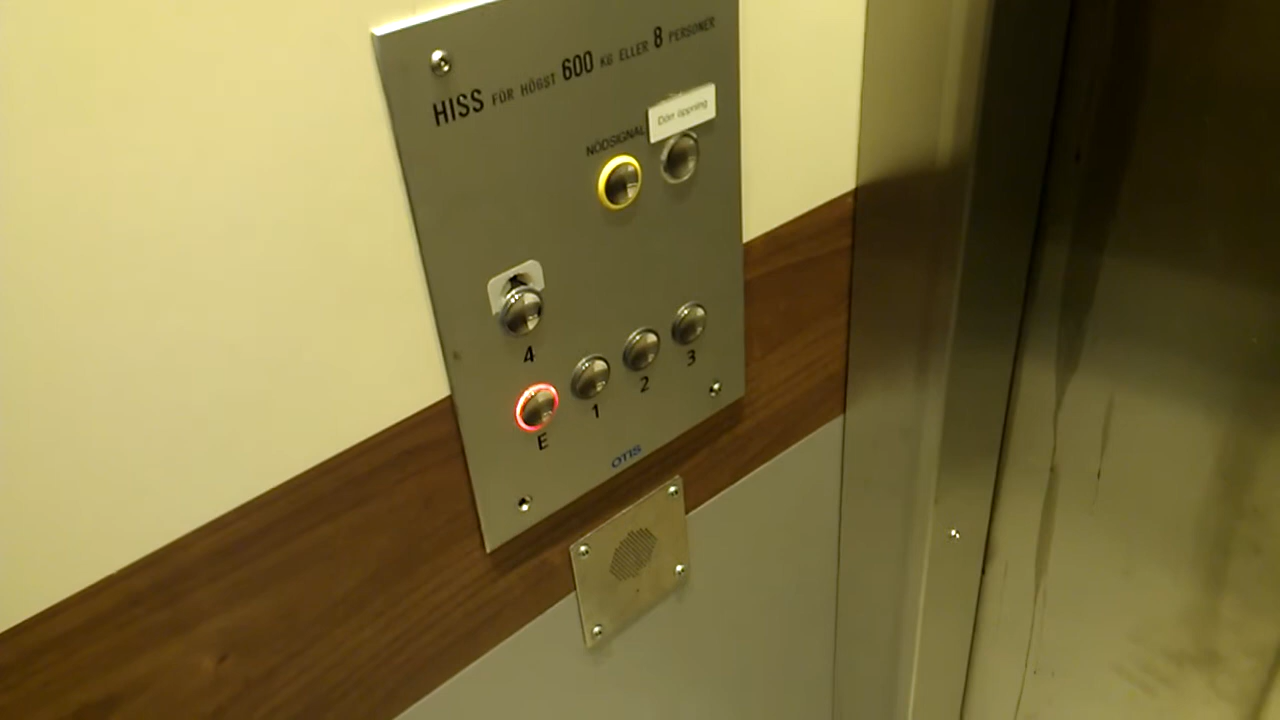 HISS FÖR HÖGST 600 KG ELLER 8 PERSONER
Dörr öppning
NÖDSIGNAL
4
E 1 2 3
OTIS